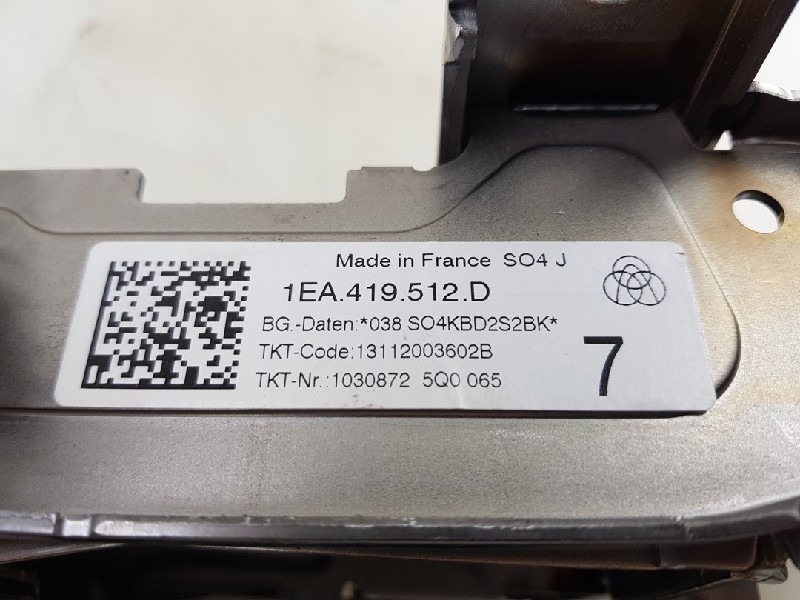 Made in France SO4 J
1EA.419.512.D
BG.-Daten:*038 SO4KBD2S2BK*
TKT-Code:13112003602B
TKT-Nr.:1030872 5Q0 065
7